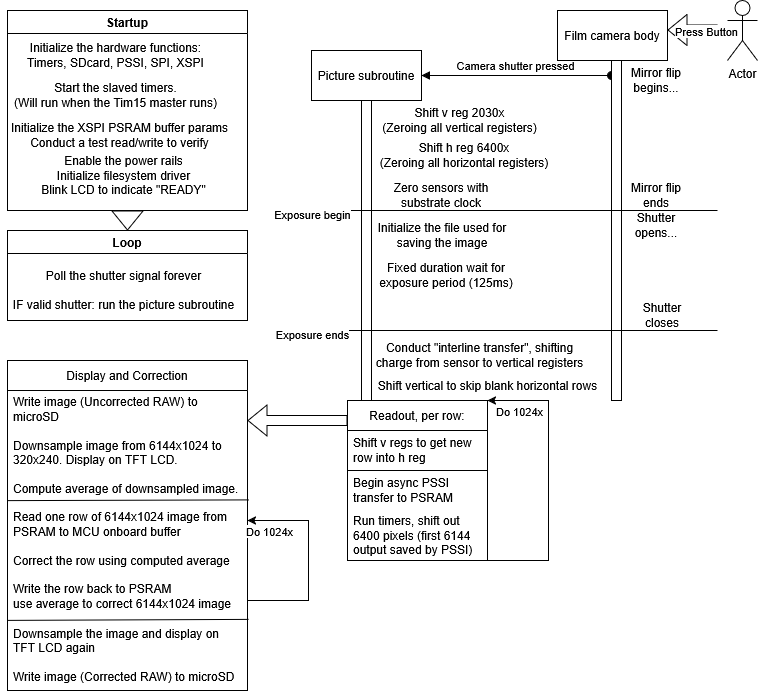 Startup
Initialize the hardware functions:
Timers, SDcard, PSSI, SPI, XSPI
Start the slaved timers.
(Will run when the Tim15 master runs)
Initialize the XSPI PSRAM buffer params
Conduct a test read/write to verify
Enable the power rails
Initialize filesystem driver
Blink LCD to indicate "READY"
Loop
Poll the shutter signal forever
IF valid shutter: run the picture subroutine
Film camera body
Press Button
Actor
Picture subroutine
Camera shutter pressed
Mirror flip
begins...
Shift v reg 2030x
(Zeroing all vertical registers)
Shift h reg 6400x
(Zeroing all horizontal registers)
Zero sensors with
substrate clock
Mirror flip
ends
Exposure begin
Shutter
opens...
Initialize the file used for
saving the image
Fixed duration wait for
exposure period (125ms)
Shutter
closes
Exposure ends
Conduct "interline transfer", shifting
charge from sensor to vertical registers
Shift vertical to skip blank horizontal rows
Readout, per row:
Do 1024x
Shift v regs to get new
row into h reg
Begin async PSSI
transfer to PSRAM
Run timers, shift out
6400 pixels (first 6144
output saved by PSSI)
Display and Correction
Write image (Uncorrected RAW) to
microSD
Downsample image from 6144x1024 to
320x240. Display on TFT LCD.
Compute average of downsampled image.
Read one row of 6144x1024 image from
PSRAM to MCU onboard buffer
Do 1024x
Correct the row using computed average
Write the row back to PSRAM
use average to correct 6144x1024 image
Downsample the image and display on
TFT LCD again
Write image (Corrected RAW) to microSD